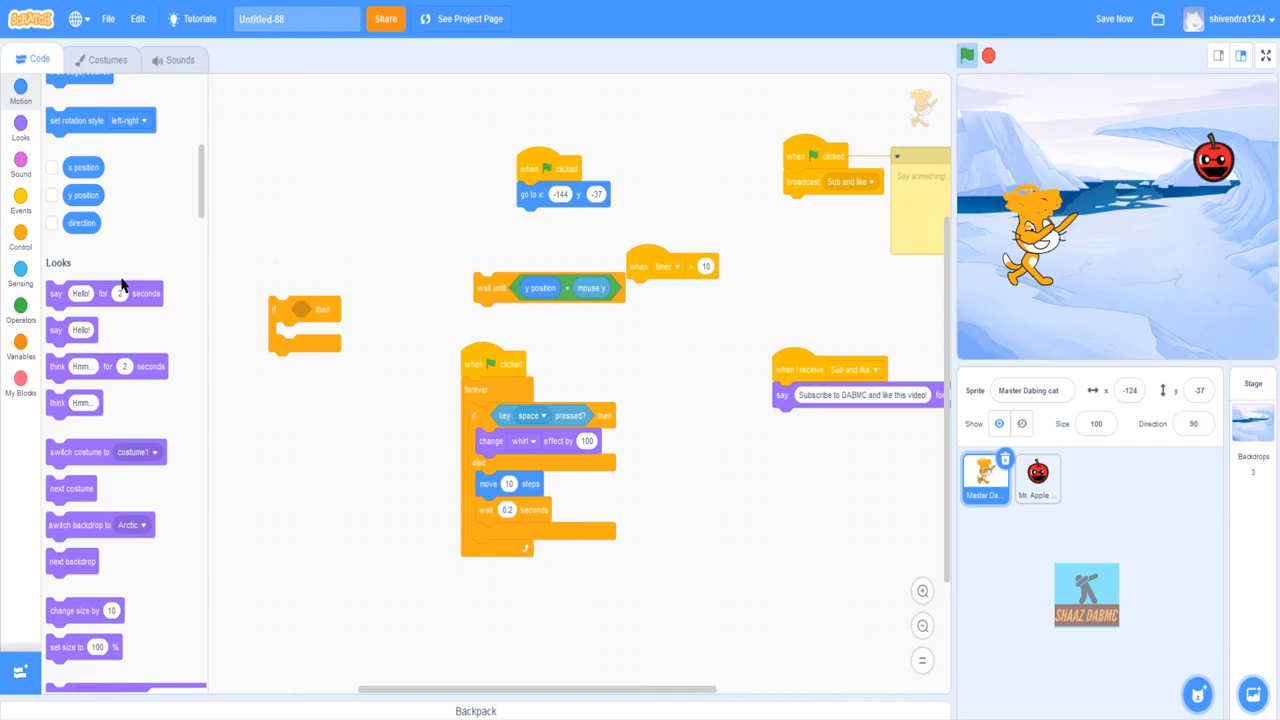 SCRATCH File Edit Tutorials Untitled-88 Share See Project Page Save Now shivendra1234
Code Costumes Sounds
Motion
Looks
Sound
Events
Control
Sensing
Operators
Variables
My Blocks
set rotation style left-right
x position
y position
direction
Looks
say Hello! for 2 seconds
say Hello!
think Hmm... for 2 seconds
think Hmm...
switch costume to costume1
next costume
switch backdrop to Arctic
next backdrop
change size by 10
set size to 100 %
when clicked
go to x: -144 y: -37
when clicked
broadcast Sub and like
Say something
when timer > 10
wait until y position = mouse y
if then
when clicked
forever
if key space pressed? then
change whirl effect by 100
else
move 10 steps
wait 0.2 seconds
when I receive Sub and like
say Subscribe to DABMC and like this video! for
Sprite Master Dabing cat x -124 y -37
Show Size 100 Direction 90
Master Da...
Mr. Apple ...
Stage
Backdrops
3
SHAAZ DABMC
Backpack